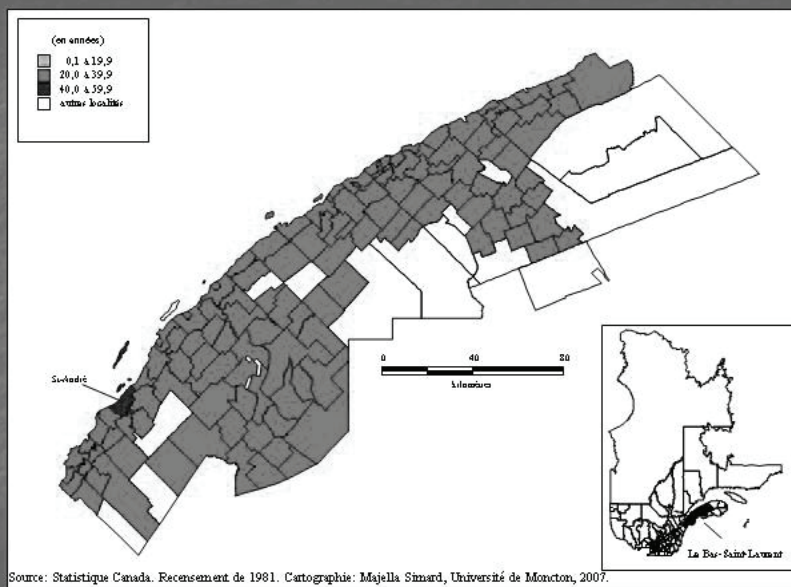 (en années)
0,1 à 19,9
20,0 à 39,9
40,0 à 59,9
autres localités
St-André
0 40 80
kilomètres
Le Bas-Saint-Laurent
Source: Statistique Canada. Recensement de 1981. Cartographie: Majella Simard, Université de Moncton, 2007.